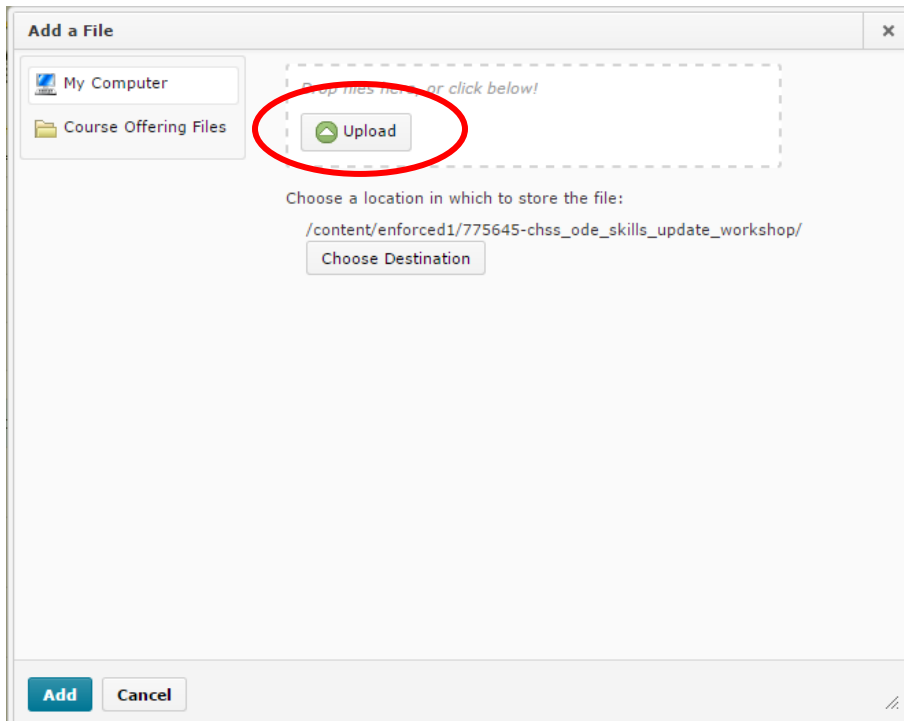 Add a File
My Computer
Course Offering Files
Drop files here, or click below!
Upload
Choose a location in which to store the file:
/content/enforced1/775645-chss_ode_skills_update_workshop/
Choose Destination
Add
Cancel